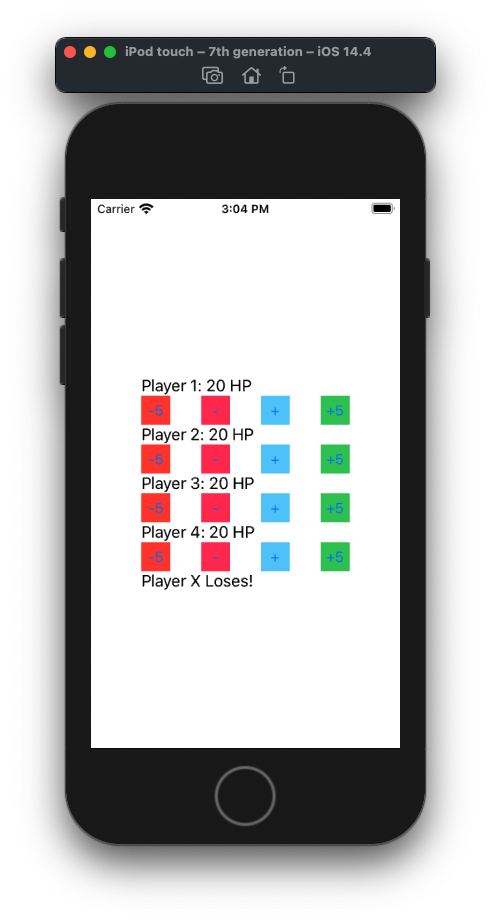 iPod touch – 7th generation – iOS 14.4
Carrier 3:04 PM
Player 1: 20 HP
-5 - + +5
Player 2: 20 HP
-5 - + +5
Player 3: 20 HP
-5 - + +5
Player 4: 20 HP
-5 - + +5
Player X Loses!